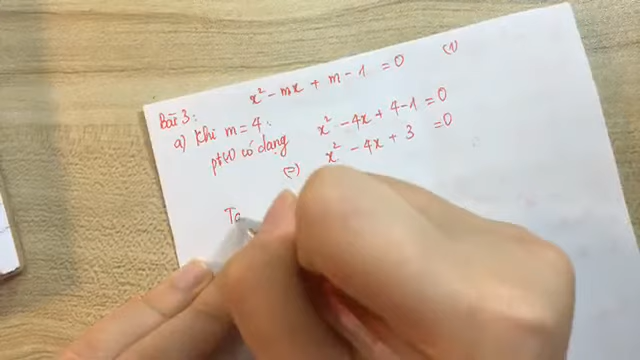 x² - mx + m - 1 = 0 (1)
Bài 3:
a) Khi m = 4.
pt(1) có dạng x² - 4x + 4 - 1 = 0
(=) x² - 4x + 3 = 0
Ta